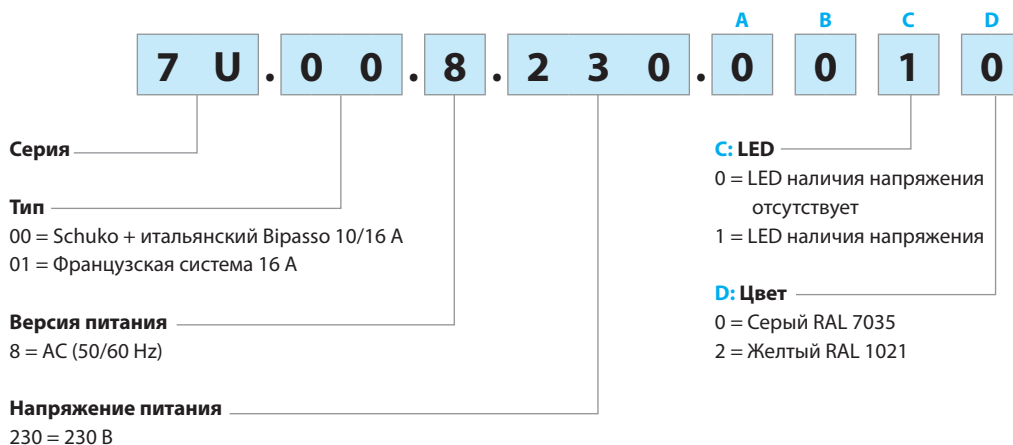 A B C D
7 U . 0 0 . 8 . 2 3 0 . 0 0 1 0
Серия
Тип
00 = Schuko + итальянский Bipasso 10/16 A
01 = Французская система 16 A
Версия питания
8 = AC (50/60 Hz)
Напряжение питания
230 = 230 В
C: LED
0 = LED наличия напряжения
отсутствует
1 = LED наличия напряжения
D: Цвет
0 = Серый RAL 7035
2 = Желтый RAL 1021